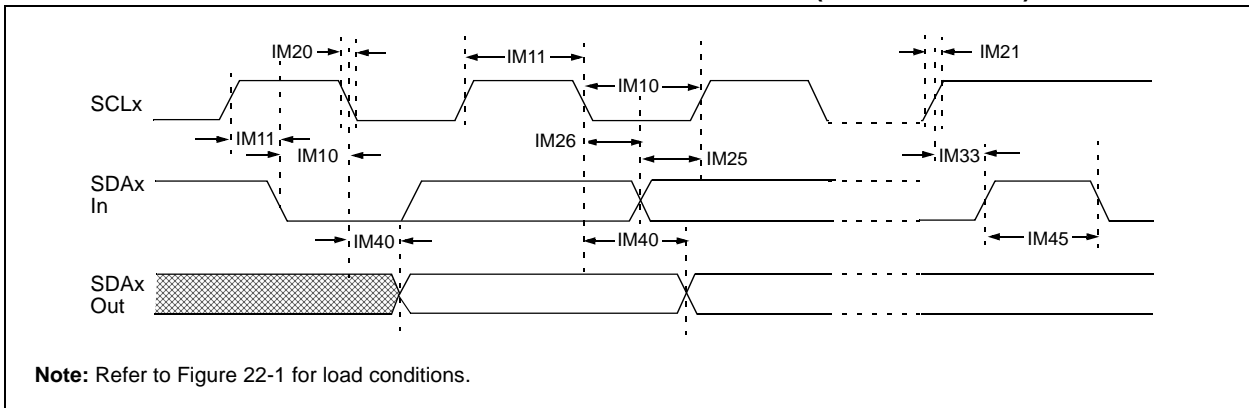 IM20
IM11
IM21
IM10
SCLx
IM11
IM26
IM10
IM25
IM33
SDAx
In
IM40
IM40
IM45
SDAx
Out
Note: Refer to Figure 22-1 for load conditions.